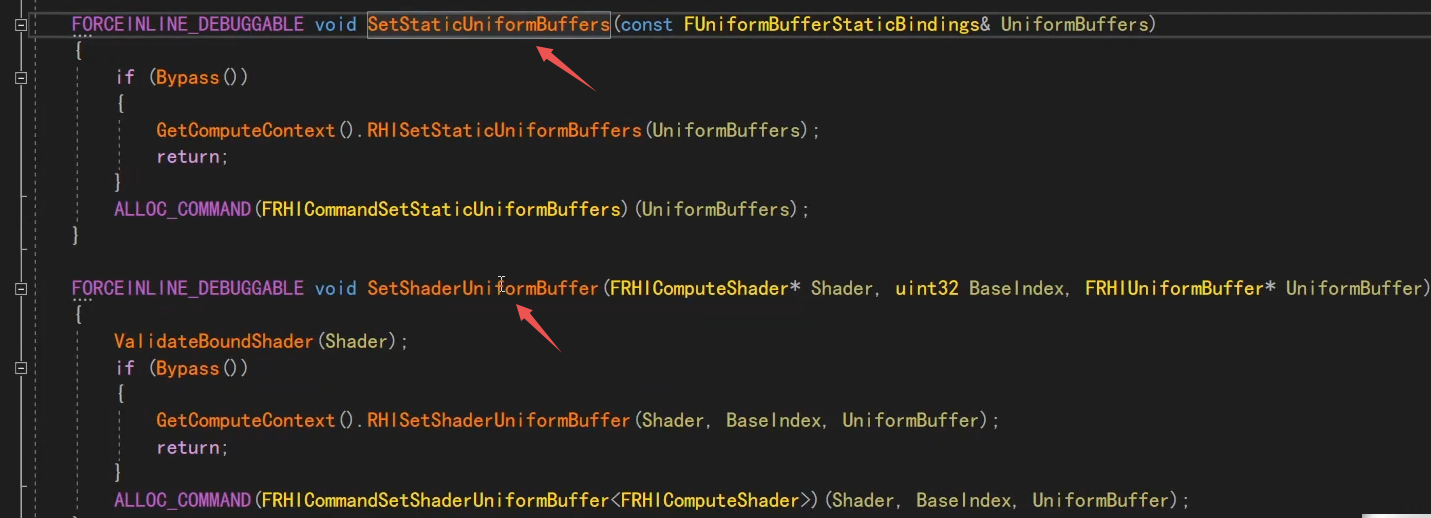 FORCEINLINE_DEBUGGABLE void SetStaticUniformBuffers(const FUniformBufferStaticBindings& UniformBuffers)
{
if (Bypass())
{
GetComputeContext().RHISetStaticUniformBuffers(UniformBuffers);
return;
}
ALLOC_COMMAND(FRHICommandSetStaticUniformBuffers)(UniformBuffers);
}
FORCEINLINE_DEBUGGABLE void SetShaderUniformBuffer(FRHIComputeShader* Shader, uint32 BaseIndex, FRHIUniformBuffer* UniformBuffer)
{
ValidateBoundShader(Shader);
if (Bypass())
{
GetComputeContext().RHISetShaderUniformBuffer(Shader, BaseIndex, UniformBuffer);
return;
}
ALLOC_COMMAND(FRHICommandSetShaderUniformBuffer<FRHIComputeShader>)(Shader, BaseIndex, UniformBuffer);